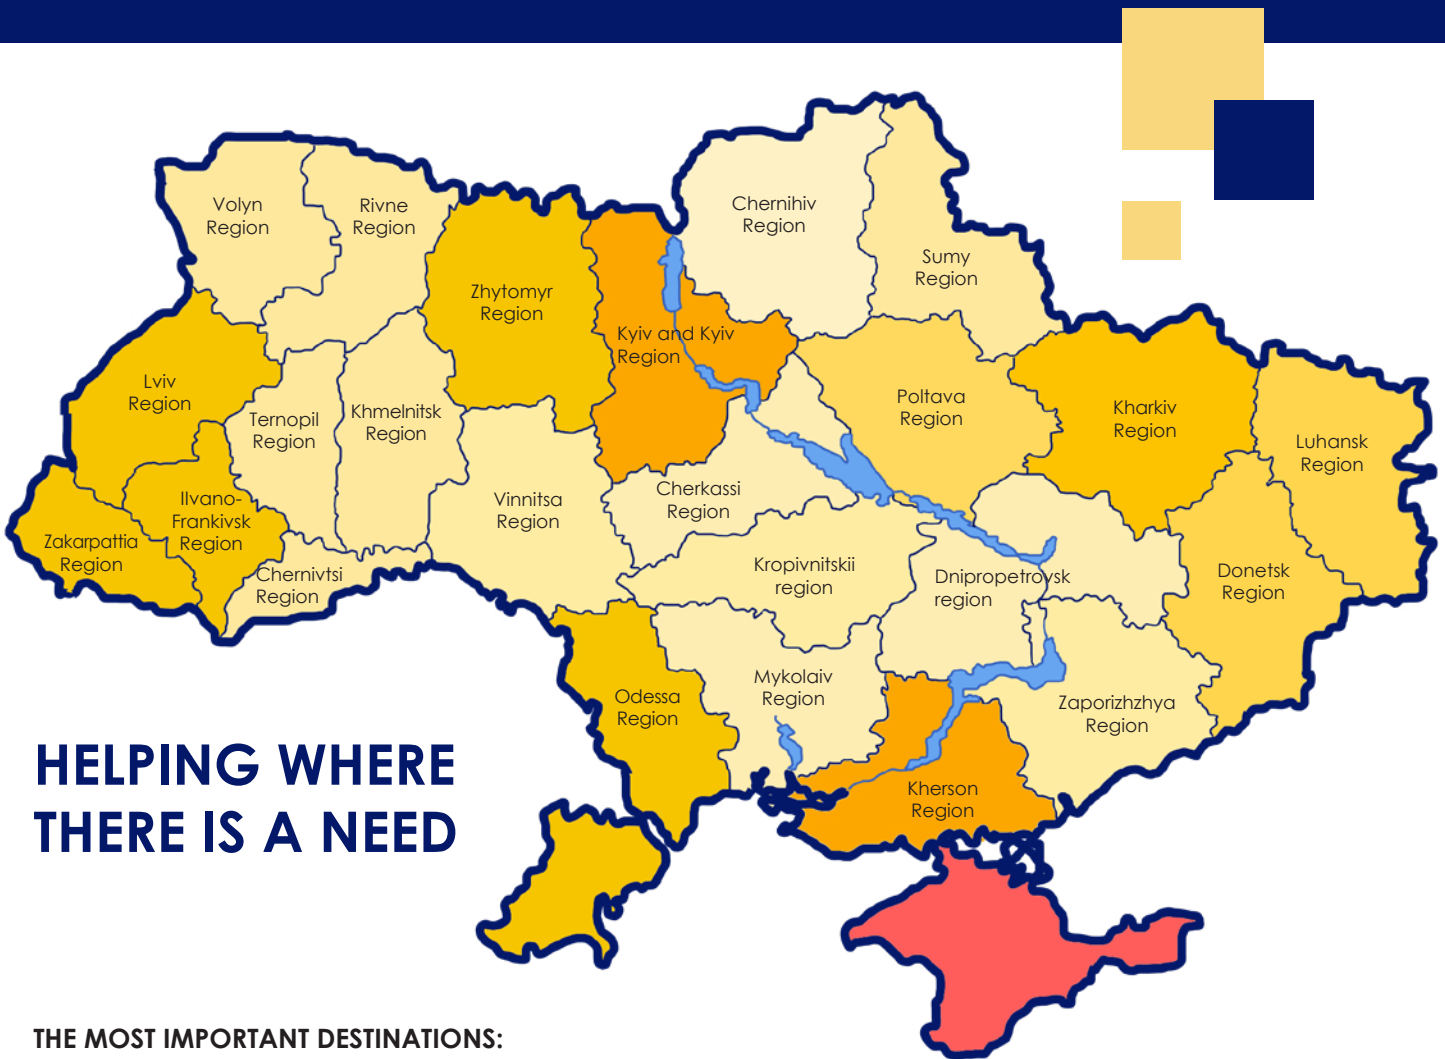 Volyn
Region
Rivne
Region
Chernihiv
Region
Sumy
Region
Zhytomyr
Region
Kyiv and Kyiv
Region
Lviv
Region
Ternopil
Region
Khmelnitsk
Region
Poltava
Region
Kharkiv
Region
Luhansk
Region
Vinnitsa
Region
Cherkassi
Region
Ilvano-
Frankivsk
Region
Zakarpattia
Region
Chernivtsi
Region
Kropivnitskii
region
Dnipropetrovsk
region
Donetsk
Region
Odessa
Region
Mykolaiv
Region
Zaporizhzhya
Region
Kherson
Region
HELPING WHERE
THERE IS A NEED
THE MOST IMPORTANT DESTINATIONS: